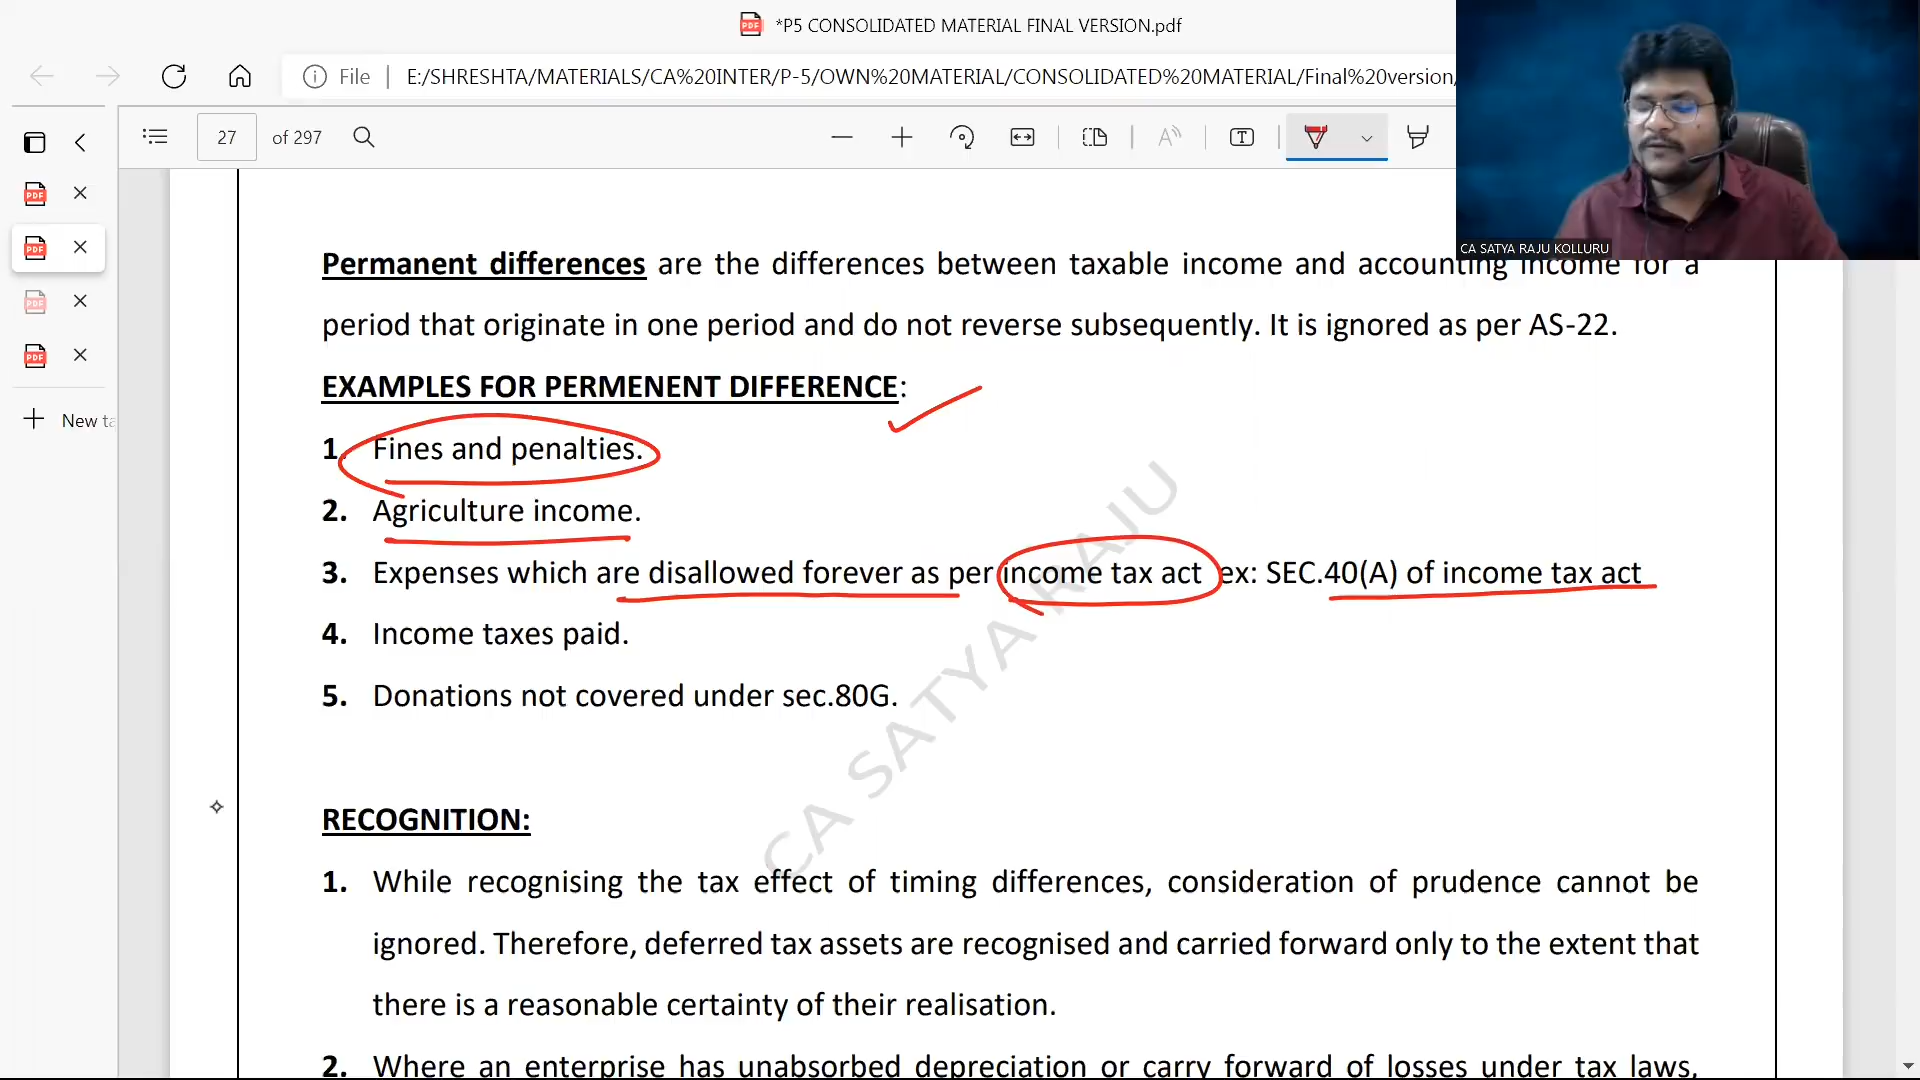 *P5 CONSOLIDATED MATERIAL FINAL VERSION.pdf
File | E:/SHRESHTA/MATERIALS/CA%20INTER/P-5/OWN%20MATERIAL/CONSOLIDATED%20MATERIAL/Final%20version/
27 of 297
CA SATYA RAJU KOLLURU
Permanent differences are the differences between taxable income and accounting income for a
period that originate in one period and do not reverse subsequently. It is ignored as per AS-22.
EXAMPLES FOR PERMENENT DIFFERENCE:
1. Fines and penalties.
New ta
2. Agriculture income.
3. Expenses which are disallowed forever as per income tax act ex: SEC.40(A) of income tax act
4. Income taxes paid.
5. Donations not covered under sec.80G.
CA SATYA RAJU
RECOGNITION:
1. While recognising the tax effect of timing differences, consideration of prudence cannot be
ignored. Therefore, deferred tax assets are recognised and carried forward only to the extent that
there is a reasonable certainty of their realisation.
2. Where an enterprise has unabsorbed depreciation or carry forward of losses under tax laws,